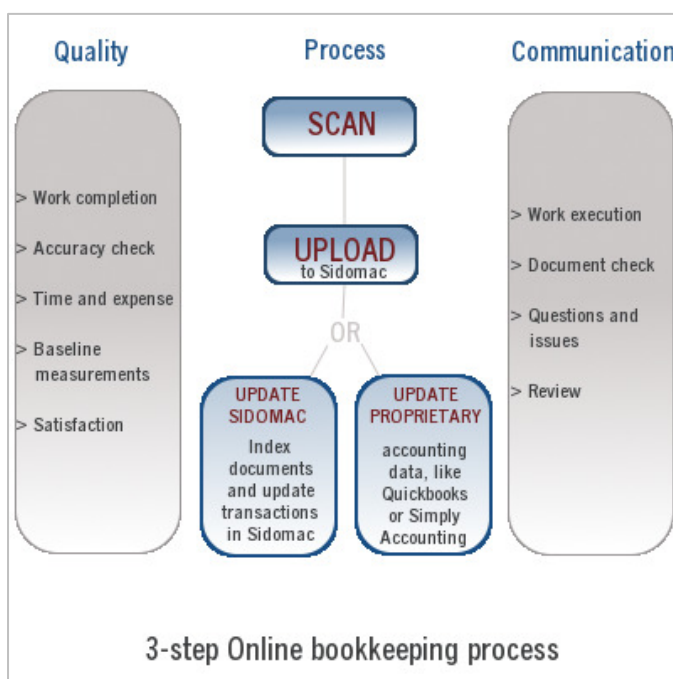 Quality
Process
Communication
> Work completion
> Accuracy check
> Time and expense
> Baseline
measurements
> Satisfaction
SCAN
UPLOAD
to Sidomac
OR
UPDATE
SIDOMAC
Index
documents
and update
transactions
in Sidomac
UPDATE
PROPRIETARY
accounting
data, like
Quickbooks
or Simply
Accounting
> Work execution
> Document check
> Questions and
issues
> Review
3-step Online bookkeeping process